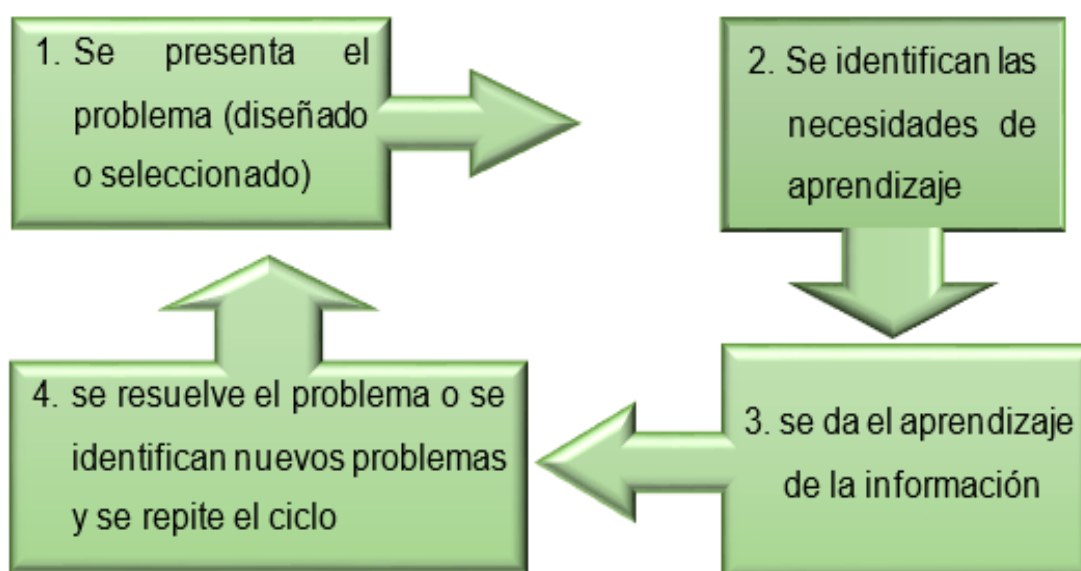 1. Se presenta el
problema (diseñado
o seleccionado)
2. Se identifican las
necesidades de
aprendizaje
3. se da el aprendizaje
de la información
4. se resuelve el problema o se
identifican nuevos problemas
y se repite el ciclo